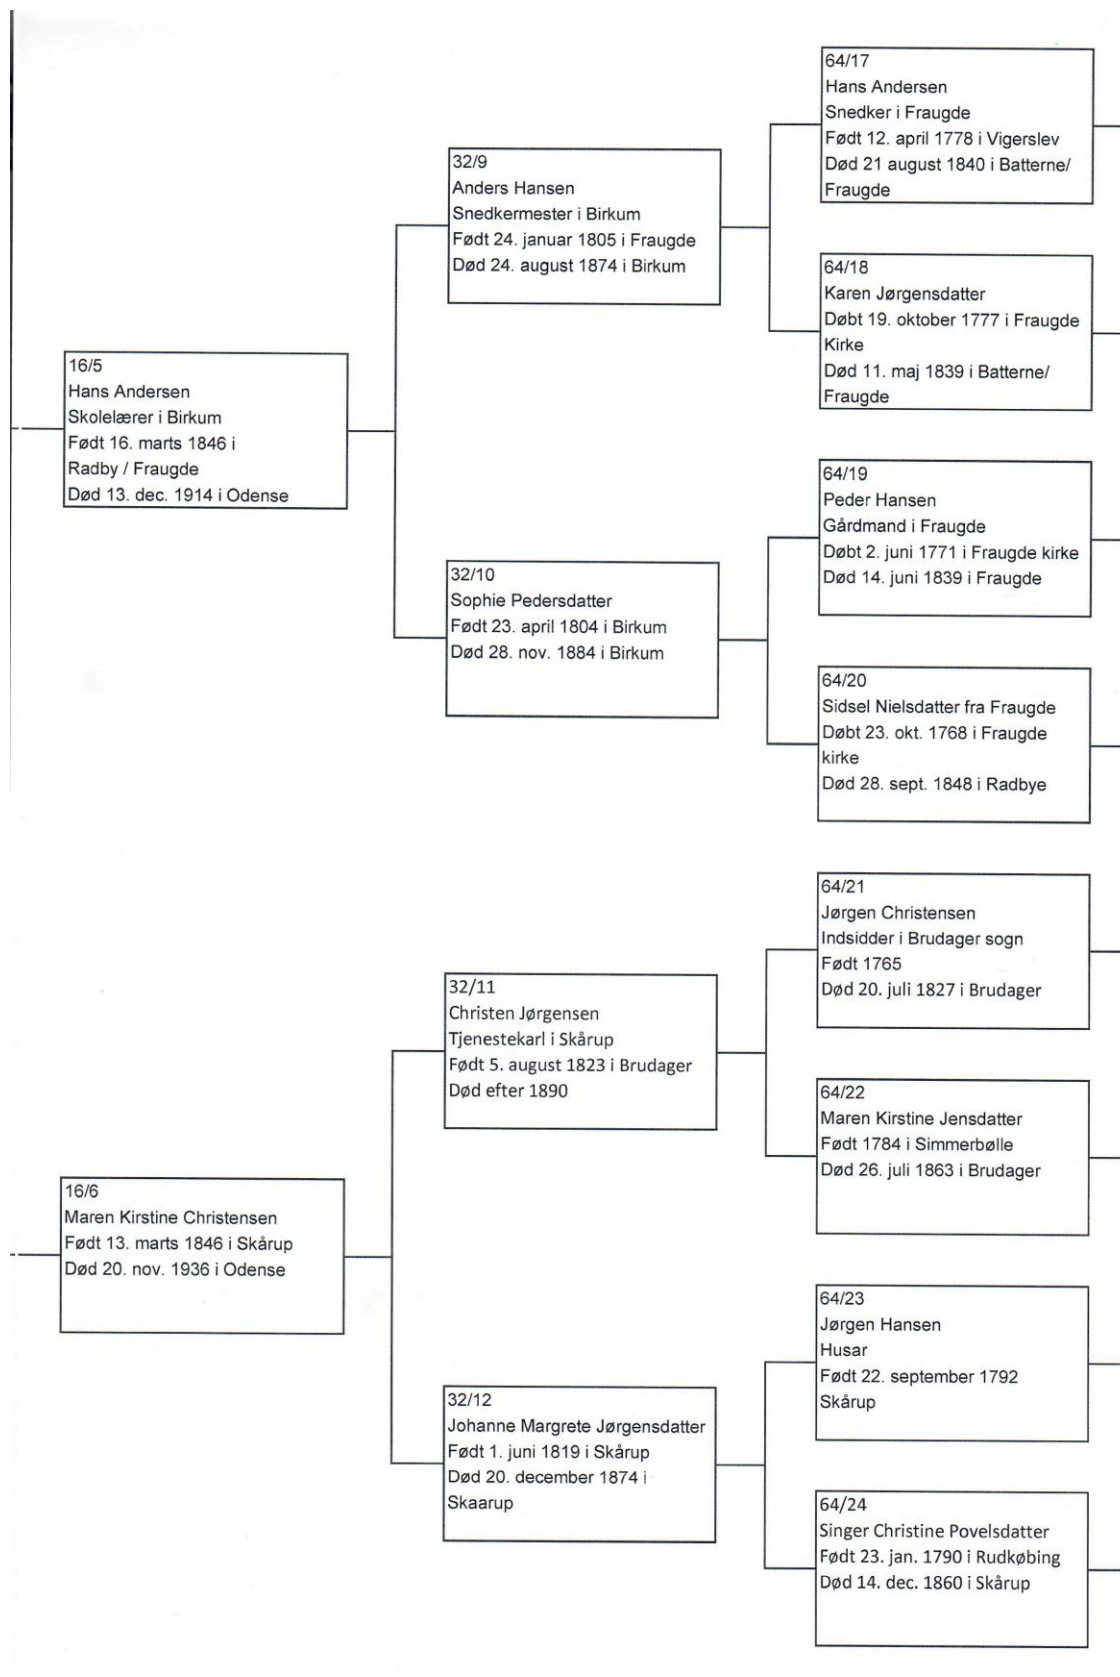 64/17
Hans Andersen
Snedker i Fraugde
Født 12. april 1778 i Vigerslev
Død 21 august 1840 i Batterne/
Fraugde
32/9
Anders Hansen
Snedkermester i Birkum
Født 24. januar 1805 i Fraugde
Død 24. august 1874 i Birkum
64/18
Karen Jørgensdatter
Døbt 19. oktober 1777 i Fraugde
Kirke
Død 11. maj 1839 i Batterne/
Fraugde
16/5
Hans Andersen
Skolelærer i Birkum
Født 16. marts 1846 i
Radby / Fraugde
Død 13. dec. 1914 i Odense
64/19
Peder Hansen
Gårdmand i Fraugde
Døbt 2. juni 1771 i Fraugde kirke
Død 14. juni 1839 i Fraugde
32/10
Sophie Pedersdatter
Født 23. april 1804 i Birkum
Død 28. nov. 1884 i Birkum
64/20
Sidsel Nielsdatter fra Fraugde
Døbt 23. okt. 1768 i Fraugde
kirke
Død 28. sept. 1848 i Radbye
64/21
Jørgen Christensen
Indsidder i Brudager sogn
Født 1765
Død 20. juli 1827 i Brudager
32/11
Christen Jørgensen
Tjenestekarl i Skårup
Født 5. august 1823 i Brudager
Død efter 1890
64/22
Maren Kirstine Jensdatter
Født 1784 i Simmerbølle
Død 26. juli 1863 i Brudager
16/6
Maren Kirstine Christensen
Født 13. marts 1846 i Skårup
Død 20. nov. 1936 i Odense
64/23
Jørgen Hansen
Husar
Født 22. september 1792
Skårup
32/12
Johanne Margrete Jørgensdatter
Født 1. juni 1819 i Skårup
Død 20. december 1874 i
Skaarup
64/24
Singer Christine Povelsdatter
Født 23. jan. 1790 i Rudkøbing
Død 14. dec. 1860 i Skårup